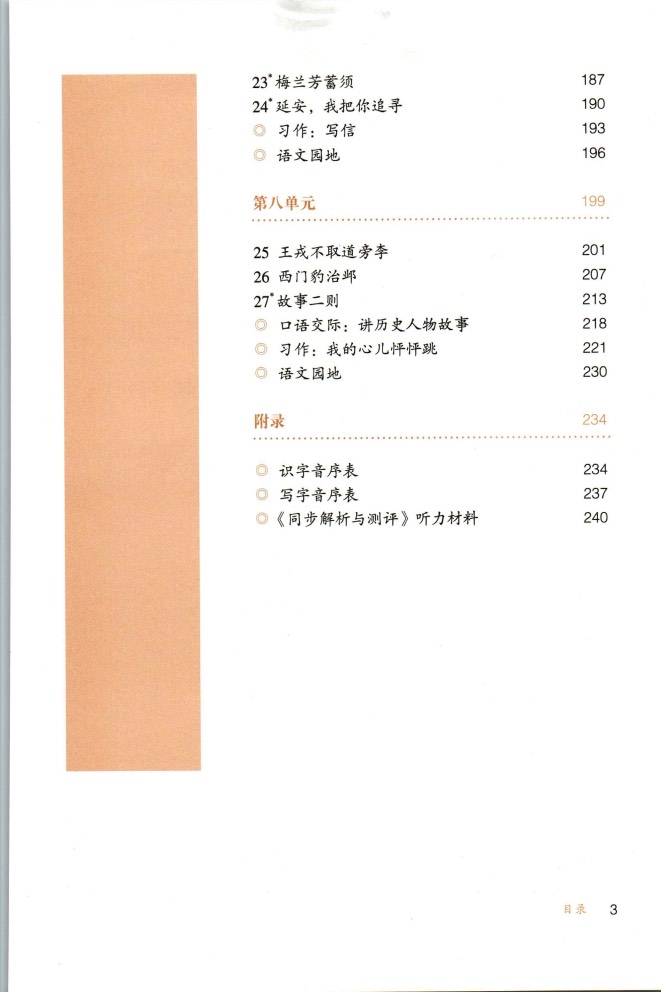 23*梅兰芳蓄须 187
24*延安，我把你追寻 190
◎ 习作：写信 193
◎ 语文园地 196
第八单元 199
25 王戎不取道旁李 201
26 西门豹治邺 207
27*故事二则 213
◎ 口语交际：讲历史人物故事 218
◎ 习作：我的心儿怦怦跳 221
◎ 语文园地 230
附录 234
◎ 识字音序表 234
◎ 写字音序表 237
◎《同步解析与测评》听力材料 240
目录 3